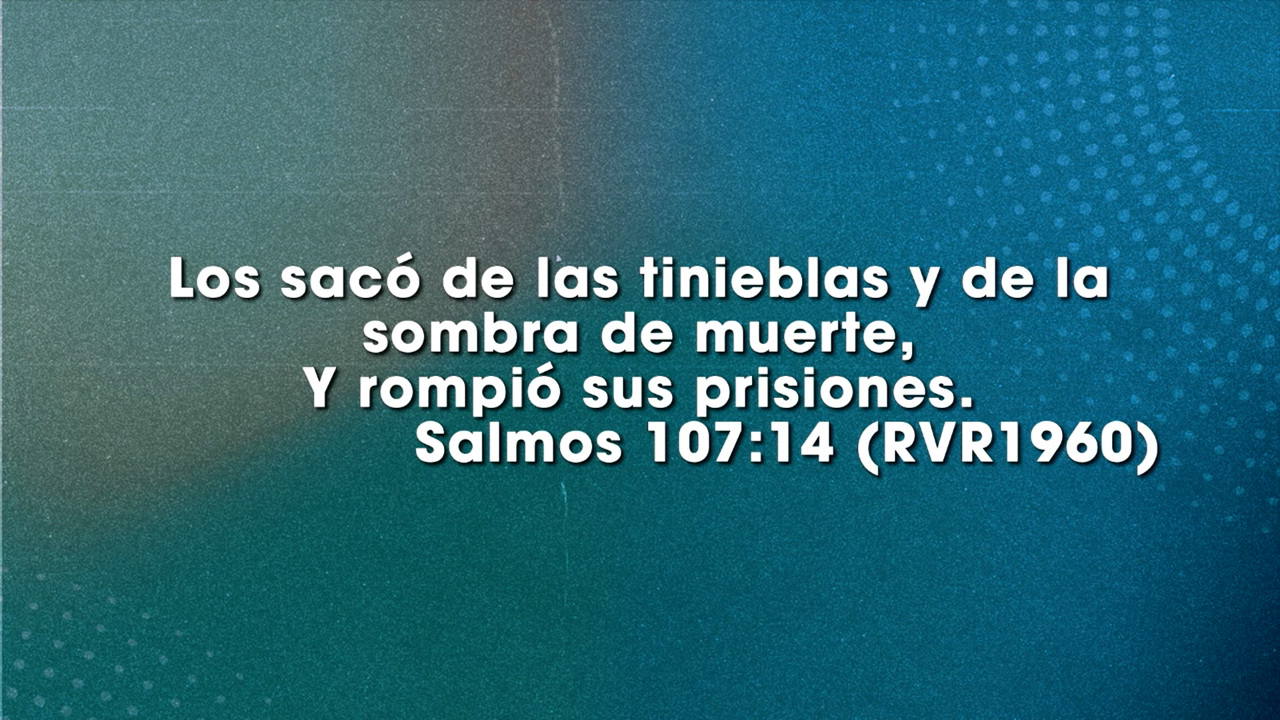 Los sacó de las tinieblas y de la
sombra de muerte,
Y rompió sus prisiones.
Salmos 107:14 (RVR1960)